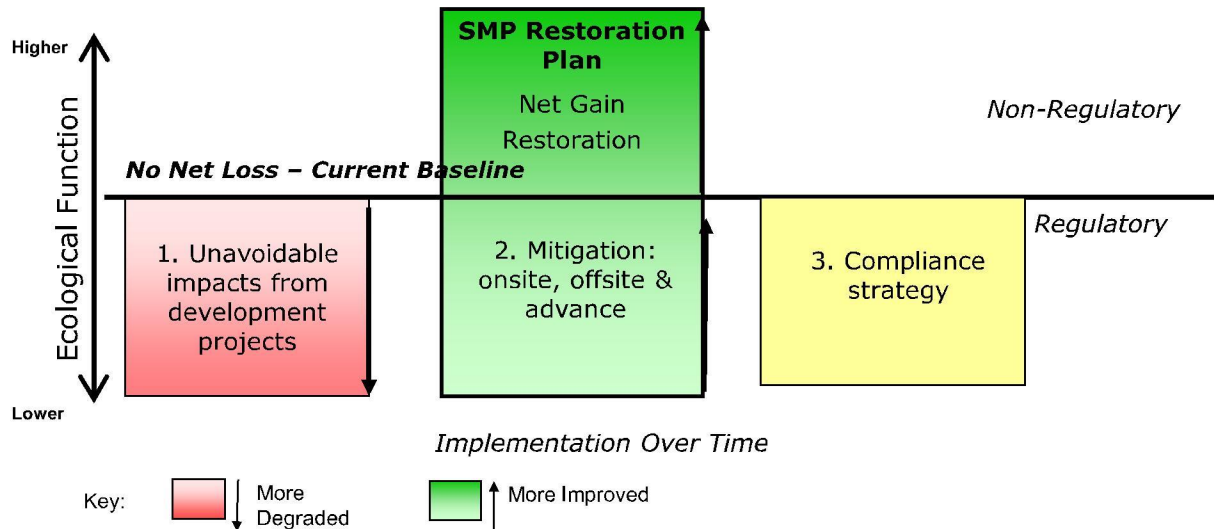 Higher
Ecological Function
Lower
SMP Restoration
Plan
Net Gain
Restoration
Non-Regulatory
No Net Loss – Current Baseline
Regulatory
1. Unavoidable
impacts from
development
projects
2. Mitigation:
onsite, offsite &
advance
3. Compliance
strategy
Implementation Over Time
Key:
More
Degraded
More Improved